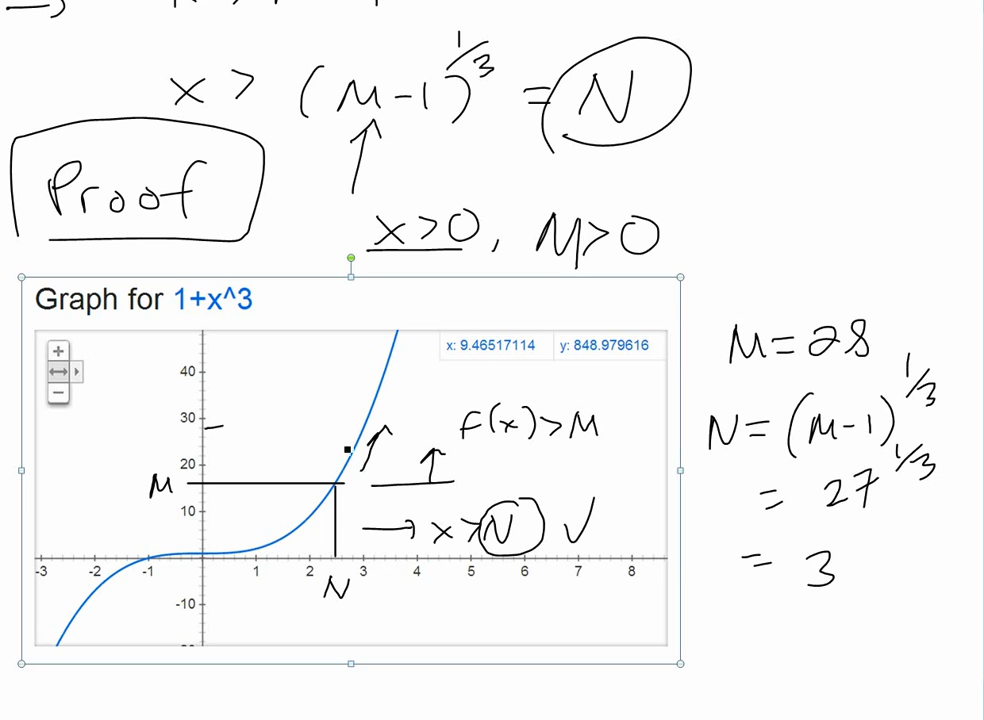 x > (M-1)^1/3 = N
Proof
x>0, M>0
Graph for 1+x^3
x: 9.46517114 y: 848.979616
40
30
20
10
-10
-3 -2 -1 1 2 3 4 5 6 7 8
M
N
f(x)>M
→ x>N ✓
M=28
N=(M-1)^1/3
= 27^1/3
= 3